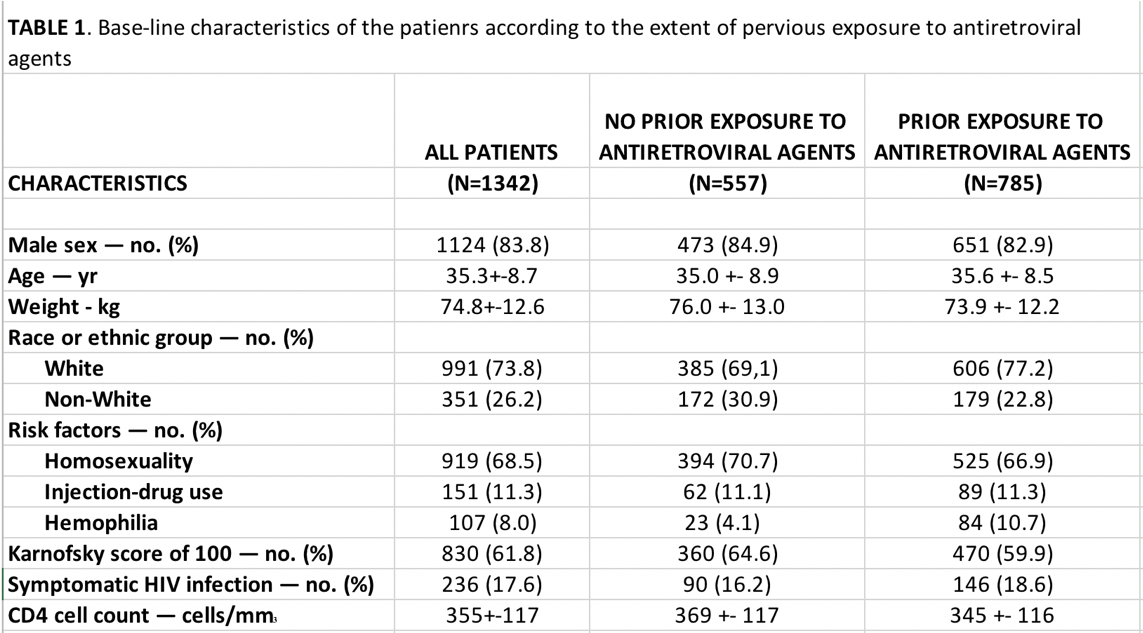 TABLE 1. Base-line characteristics of the patienrs according to the extent of pervious exposure to antiretroviral
agents
NO PRIOR EXPOSURE TO PRIOR EXPOSURE TO
ALL PATIENTS ANTIRETROVIRAL AGENTS ANTIRETROVIRAL AGENTS
CHARACTERISTICS (N=1342) (N=557) (N=785)
Male sex — no. (%) 1124 (83.8) 473 (84.9) 651 (82.9)
Age — yr 35.3+-8.7 35.0 +- 8.9 35.6 +- 8.5
Weight - kg 74.8+-12.6 76.0 +- 13.0 73.9 +- 12.2
Race or ethnic group — no. (%)
White 991 (73.8) 385 (69,1) 606 (77.2)
Non-White 351 (26.2) 172 (30.9) 179 (22.8)
Risk factors — no. (%)
Homosexuality 919 (68.5) 394 (70.7) 525 (66.9)
Injection-drug use 151 (11.3) 62 (11.1) 89 (11.3)
Hemophilia 107 (8.0) 23 (4.1) 84 (10.7)
Karnofsky score of 100 — no. (%) 830 (61.8) 360 (64.6) 470 (59.9)
Symptomatic HIV infection — no. (%) 236 (17.6) 90 (16.2) 146 (18.6)
CD4 cell count — cells/mm₃ 355+-117 369 +- 117 345 +- 116